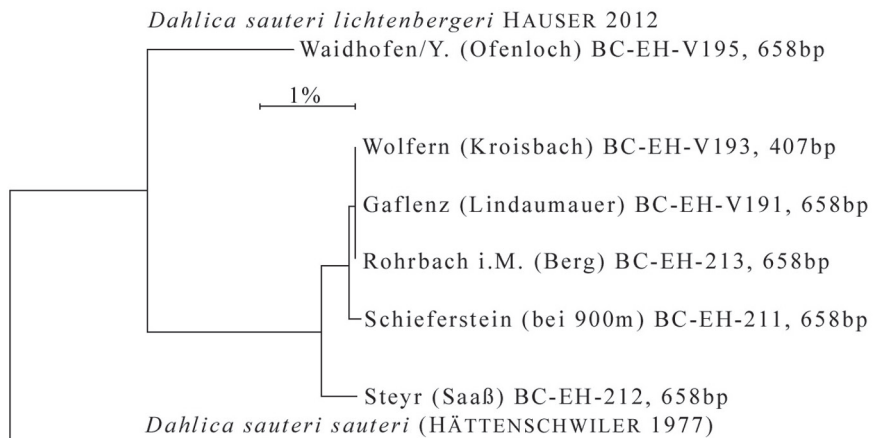 Dahlica sauteri lichtenbergeri HAUSER 2012
Waidhofen/Y. (Ofenloch) BC-EH-V195, 658bp
1%
Wolfern (Kroisbach) BC-EH-V193, 407bp
Gaflenz (Lindaumauer) BC-EH-V191, 658bp
Rohrbach i.M. (Berg) BC-EH-213, 658bp
Schieferstein (bei 900m) BC-EH-211, 658bp
Steyr (Saaß) BC-EH-212, 658bp
Dahlica sauteri sauteri (HÄTTENSCHWILER 1977)